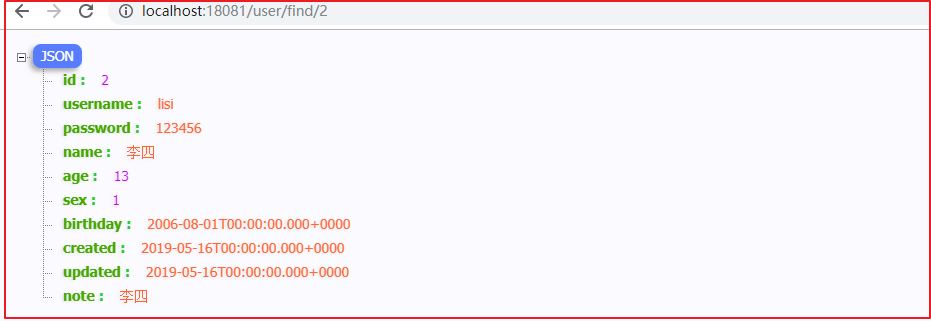 localhost:18081/user/find/2
JSON
id : 2
username : lisi
password : 123456
name : 李四
age : 13
sex : 1
birthday : 2006-08-01T00:00:00.000+0000
created : 2019-05-16T00:00:00.000+0000
updated : 2019-05-16T00:00:00.000+0000
note : 李四